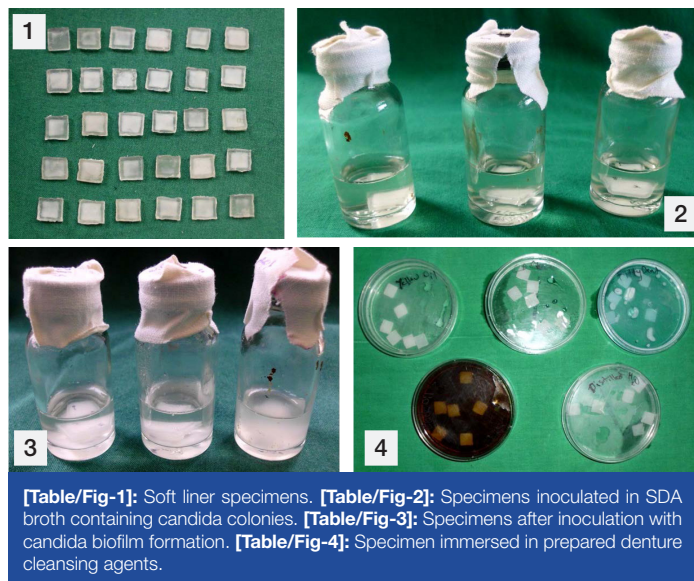 1
2
3
4
[Table/Fig-1]: Soft liner specimens. [Table/Fig-2]: Specimens inoculated in SDA
broth containing candida colonies. [Table/Fig-3]: Specimens after inoculation with
candida biofilm formation. [Table/Fig-4]: Specimen immersed in prepared denture
cleansing agents.